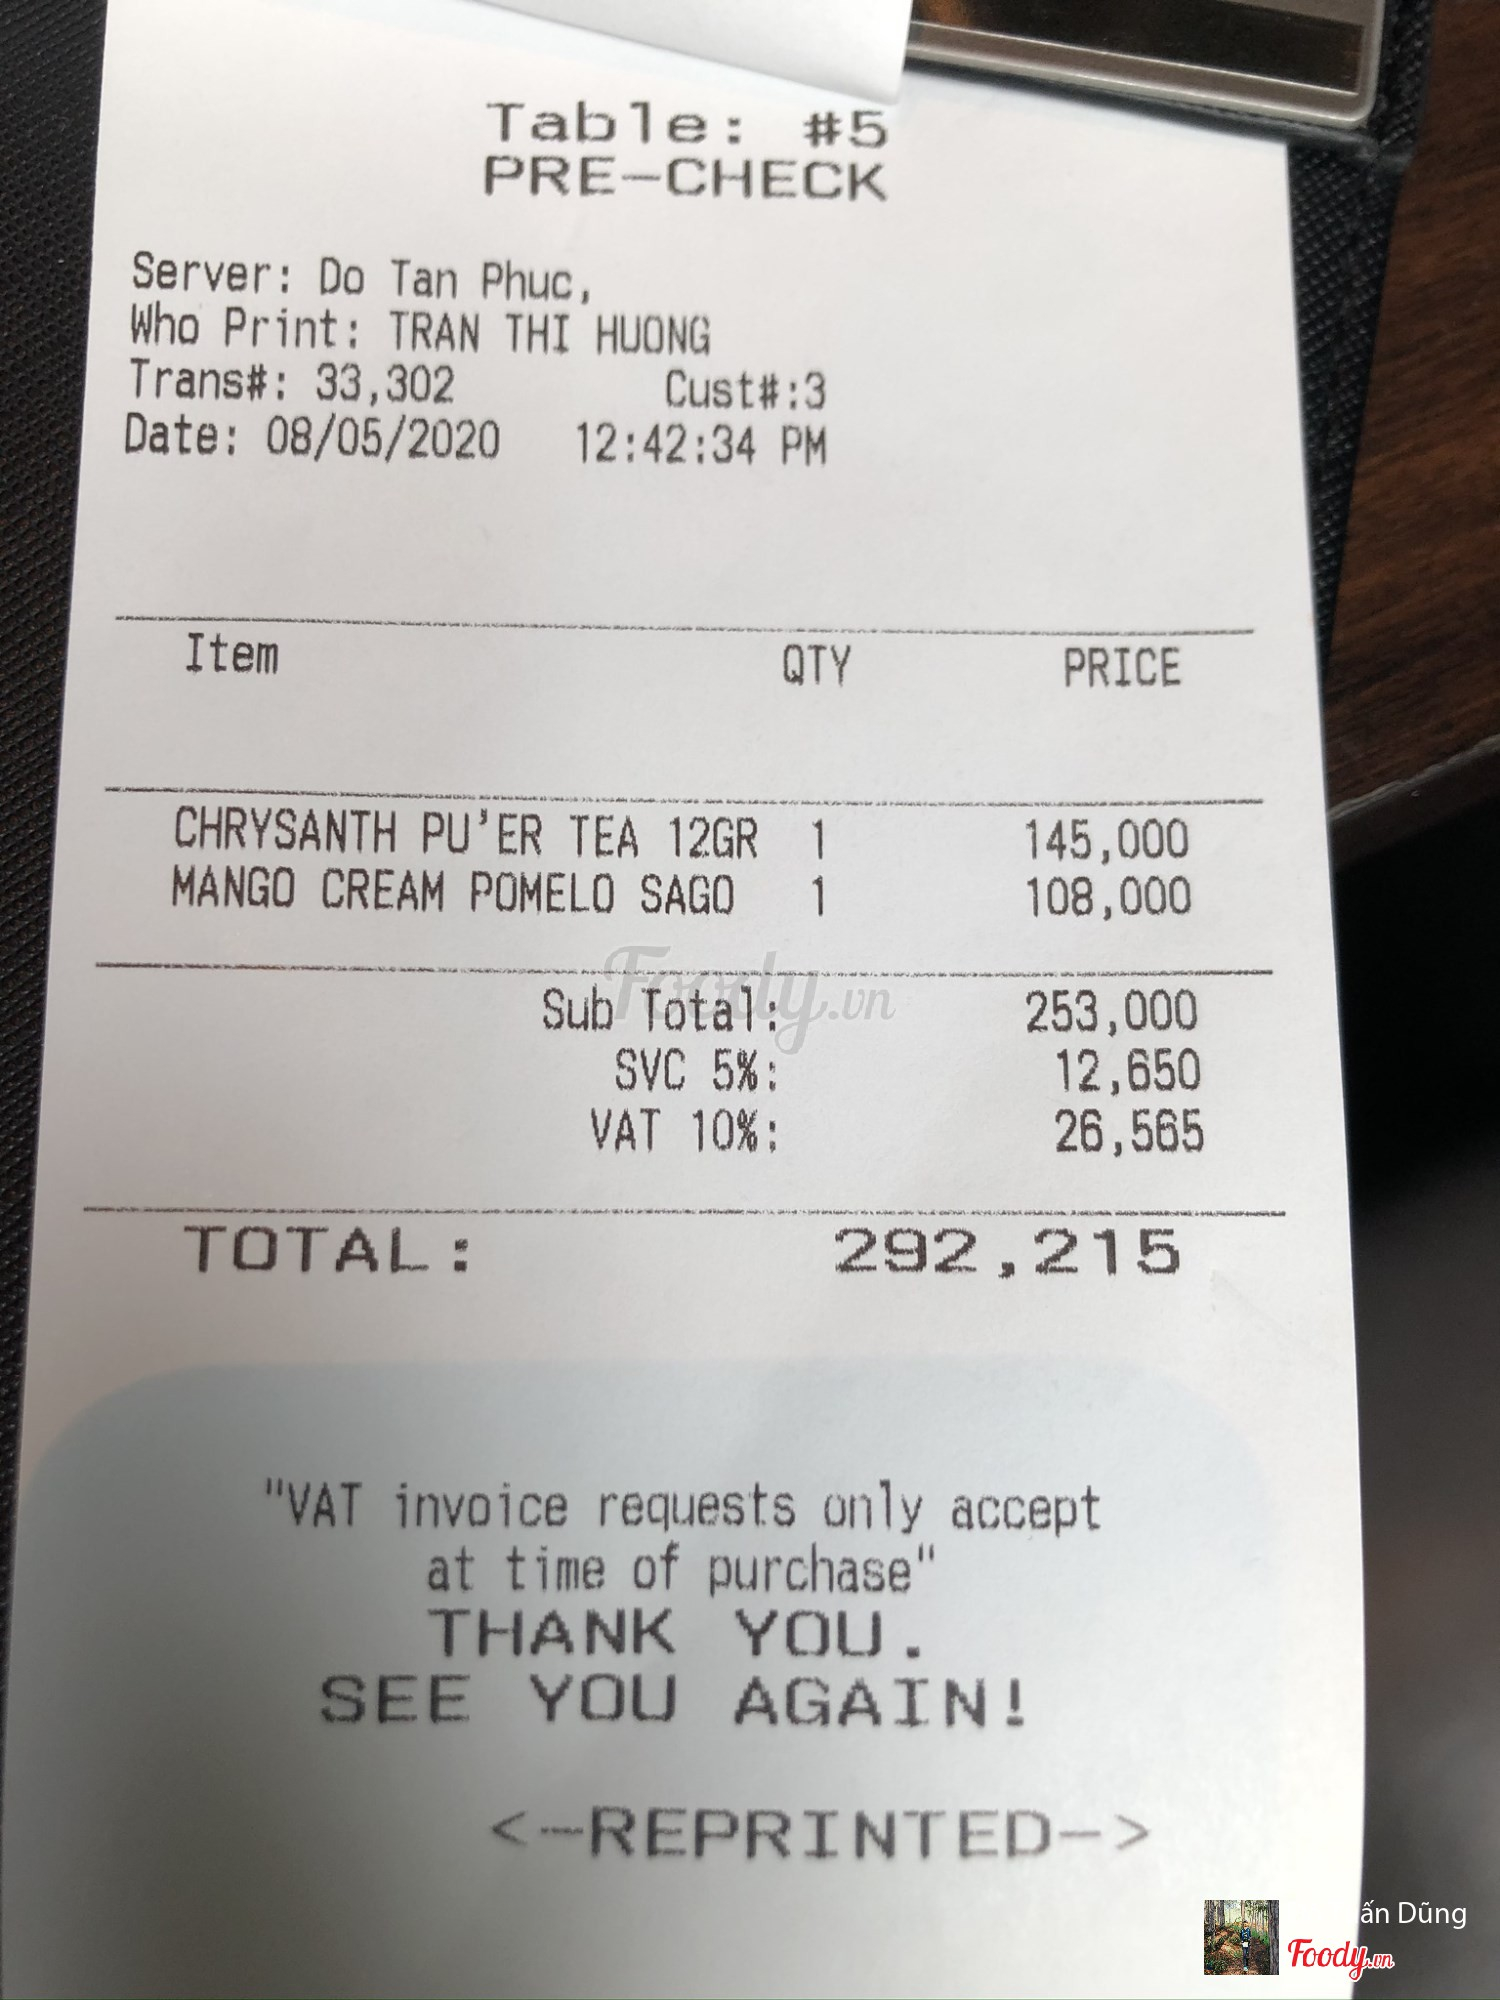 Table: #5
PRE-CHECK
Server: Do Tan Phuc,
Who Print: TRAN THI HUONG
Trans#: 33,302 Cust#:3
Date: 08/05/2020 12:42:34 PM
Item QTY PRICE
CHRYSANTH PU'ER TEA 12GR 1 145,000
MANGO CREAM POMELO SAGO 1 108,000
Foody.vn
Sub Total: 253,000
SVC 5%: 12,650
VAT 10%: 26,565
TOTAL: 292,215
"VAT invoice requests only accept
at time of purchase"
THANK YOU.
SEE YOU AGAIN!
<--REPRINTED-->
ấn Dũng
Foody.vn